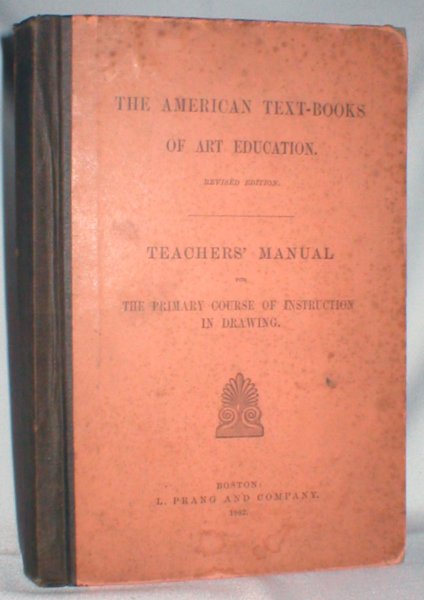 THE AMERICAN TEXT-BOOKS
OF ART EDUCATION.
REVISED EDITION.
TEACHERS' MANUAL
FOR
THE PRIMARY COURSE OF INSTRUCTION
IN DRAWING.
BOSTON:
L. PRANG AND COMPANY.
1882.